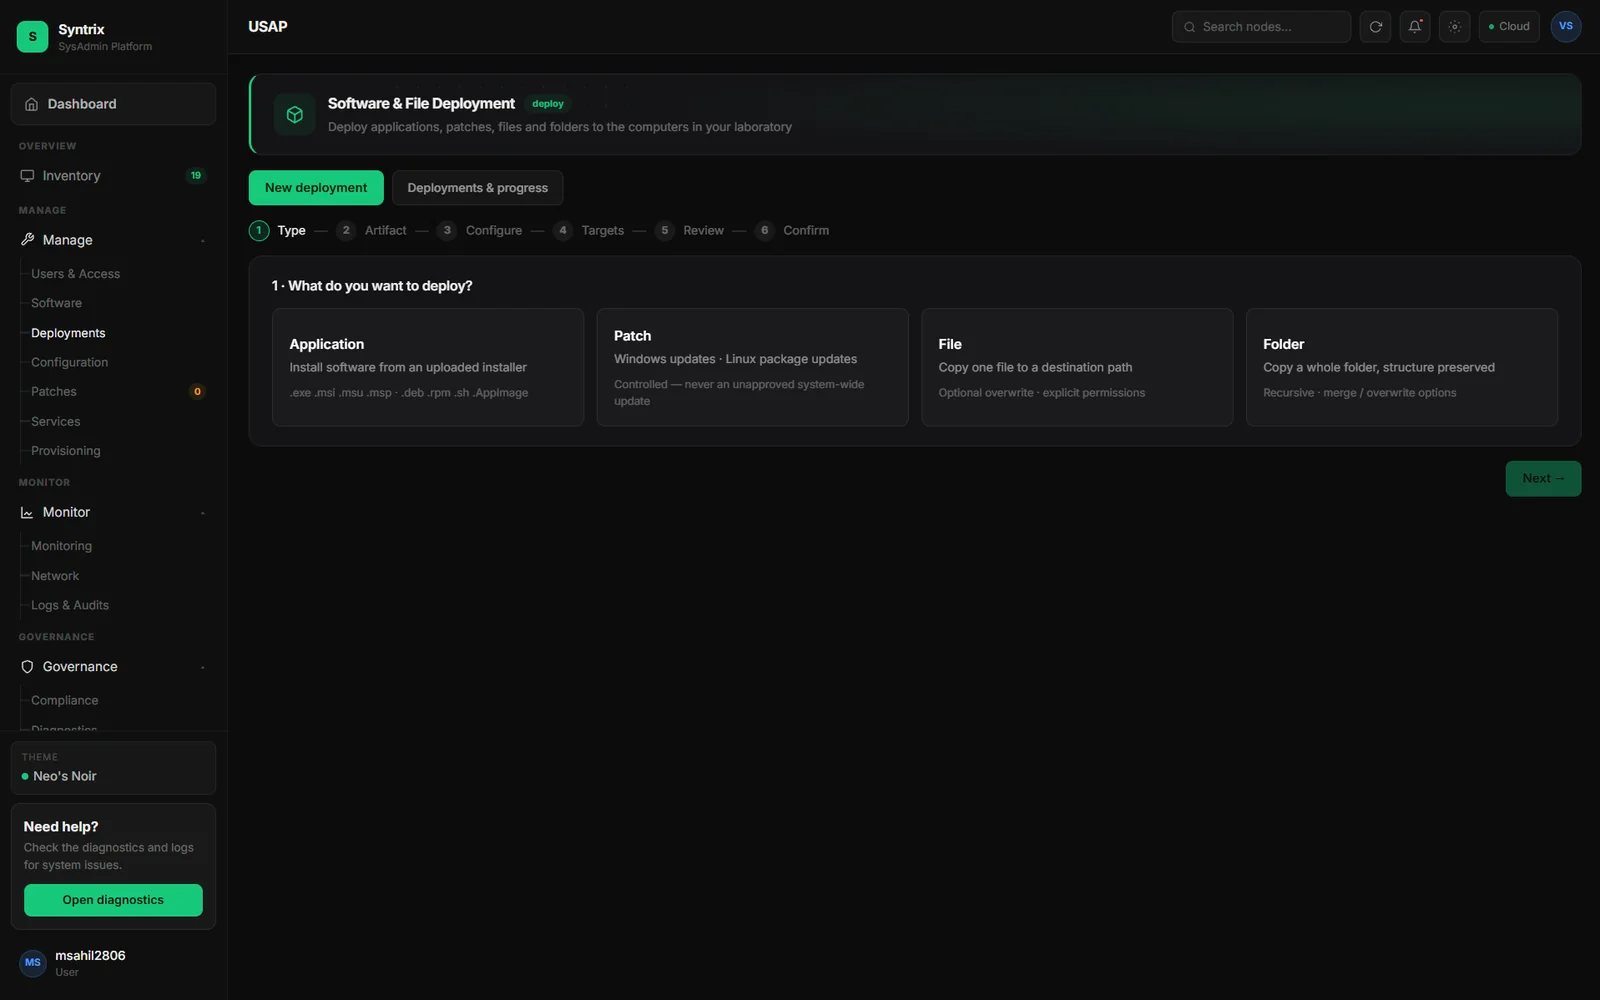 S
Syntrix
SysAdmin Platform
USAP
Search nodes...
Cloud
VS
Dashboard
OVERVIEW
Inventory
19
MANAGE
Manage
Users & Access
Software
Deployments
Configuration
Patches
0
Services
Provisioning
MONITOR
Monitor
Monitoring
Network
Logs & Audits
GOVERNANCE
Governance
Compliance
Diagnostics
THEME
Neo's Noir
Need help?
Check the diagnostics and logs
for system issues.
Open diagnostics
MS
msahil2806
User
Software & File Deployment
deploy
Deploy applications, patches, files and folders to the computers in your laboratory
New deployment
Deployments & progress
1 Type — 2 Artifact — 3 Configure — 4 Targets — 5 Review — 6 Confirm
1 · What do you want to deploy?
Application
Install software from an uploaded installer
.exe .msi .msu .msp · .deb .rpm .sh .AppImage
Patch
Windows updates · Linux package updates
Controlled — never an unapproved system-wide
update
File
Copy one file to a destination path
Optional overwrite · explicit permissions
Folder
Copy a whole folder, structure preserved
Recursive · merge / overwrite options
Next →